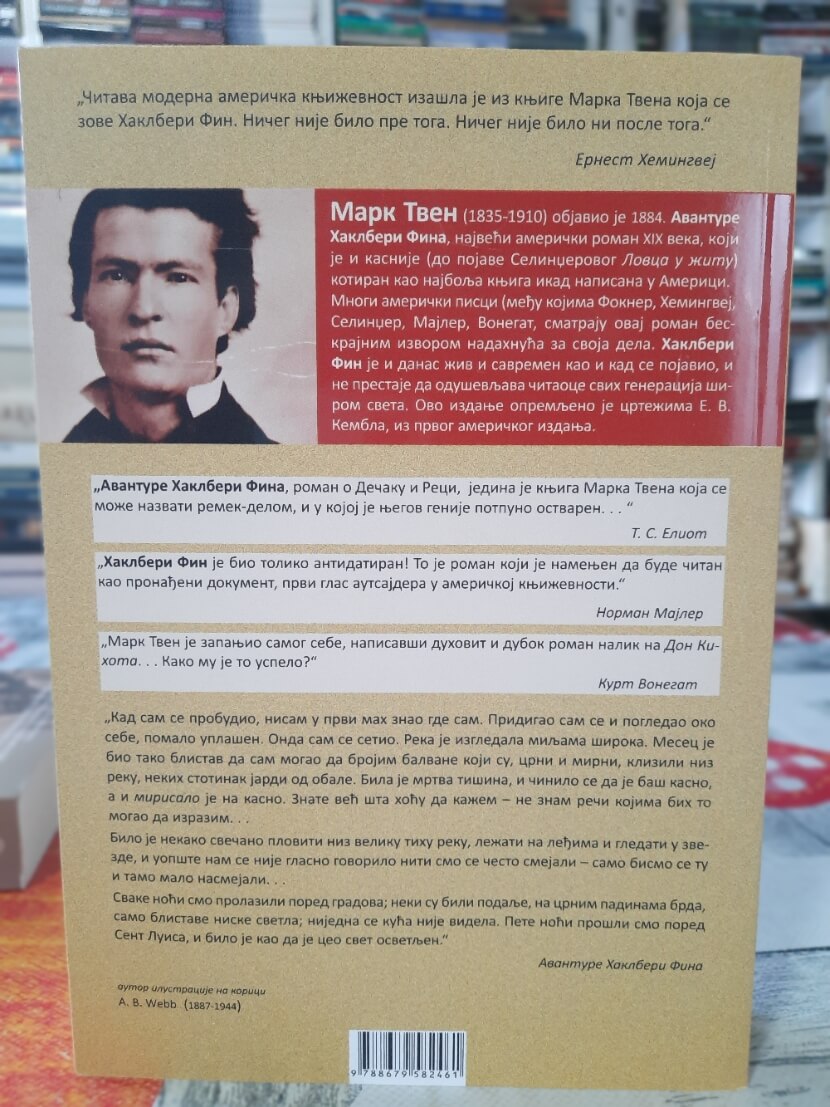 „Читава модерна америчка књижевност изашла је из књиге Марка Твена која се
зове Хаклбери Фин. Ничег није било пре тога. Ничег није било ни после тога.“
Ернест Хемингвеј
Марк Твен (1835-1910) објавио је 1884. Авантуре
Хаклбери Фина, највећи амерички роман XIX века, који
је и касније (до појаве Селинџеровог Ловца у житу)
котиран као најбоља књига икад написана у Америци.
Многи амерички писци (међу којима Фокнер, Хемингвеј,
Селинџер, Мајлер, Вонегат, сматрају овај роман бес-
крајним извором надахнућа за своја дела. Хаклбери
Фин је и данас жив и савремен као и кад се појавио, и
не престаје да одушевљава читаоце свих генерација ши-
ром света. Ово издање опремљено је цртежима Е. В.
Кембла, из првог америчког издања.
„Авантуре Хаклбери Фина, роман о Дечаку и Реци, једина је књига Марка Твена која се
може назвати ремек-делом, и у којој је његов геније потпуно остварен. . . “
Т. С. Елиот
„Хаклбери Фин је био толико антидатиран! То је роман који је намењен да буде читан
као пронађени документ, први глас аутсајдера у америчкој књижевности.“
Норман Мајлер
„Марк Твен је запањио самог себе, написавши духовит и дубок роман налик на Дон Ки-
хота. . . Како му је то успело?“
Курт Вонегат
„Кад сам се пробудио, нисам у први мах знао где сам. Придигао сам се и погледао око
себе, помало уплашен. Онда сам се сетио. Река је изгледала миљама широка. Месец је
био тако блистав да сам могао да бројим балване који су, црни и мирни, клизили низ
реку, неких стотинак јарди од обале. Била је мртва тишина, и чинило се да је баш касно,
а и мирисало је на касно. Знате већ шта хоћу да кажем – не знам речи којима бих то
могао да изразим. . .
Било је некако свечано пловити низ велику тиху реку, лежати на леђима и гледати у зве-
зде, и уопште нам се није гласно говорило нити смо се често смејали – само бисмо се ту
и тамо мало насмејали. . .
Сваке ноћи смо пролазили поред градова; неки су били подаље, на црним падинама брда,
само блиставе ниске светла; ниједна се кућа није видела. Пете ноћи прошли смо поред
Сент Луиса, и било је као да је цео свет осветљен.“
Авантуре Хаклбери Фина
аутор илустрације на корици
A. B. Webb (1887-1944)
9 788679 582461